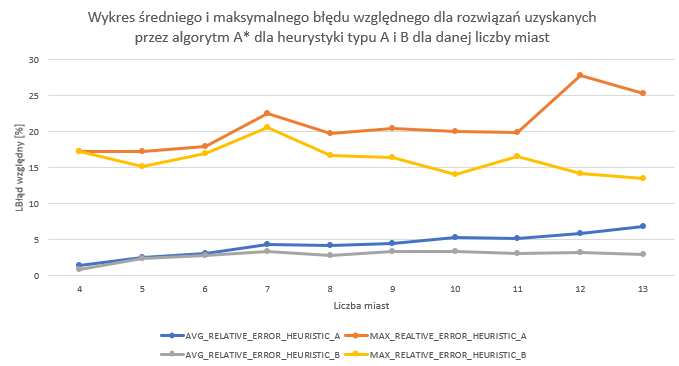 Wykres średniego i maksymalnego błędu względnego dla rozwiązań uzyskanych
przez algorytm A* dla heurystyki typu A i B dla danej liczby miast
30
25
20
15
10
5
0
LBłąd względny [%]
4 5 6 7 8 9 10 11 12 13
Liczba miast
AVG_RELATIVE_ERROR_HEURISTIC_A MAX_REALTIVE_ERROR_HEURISTIC_A
AVG_RELATIVE_ERROR_HEURISTIC_B MAX_RELATIVE_ERROR_HEURISTIC_B